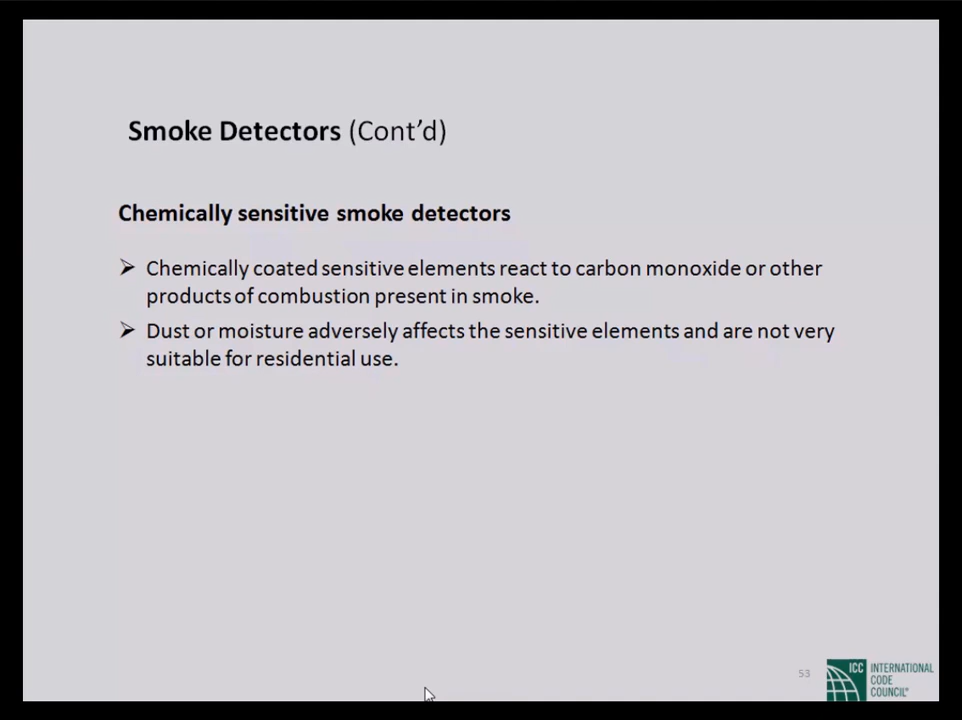 Smoke Detectors (Cont’d)
Chemically sensitive smoke detectors
➢ Chemically coated sensitive elements react to carbon monoxide or other
products of combustion present in smoke.
➢ Dust or moisture adversely affects the sensitive elements and are not very
suitable for residential use.
53
ICC
INTERNATIONAL
CODE
COUNCIL®